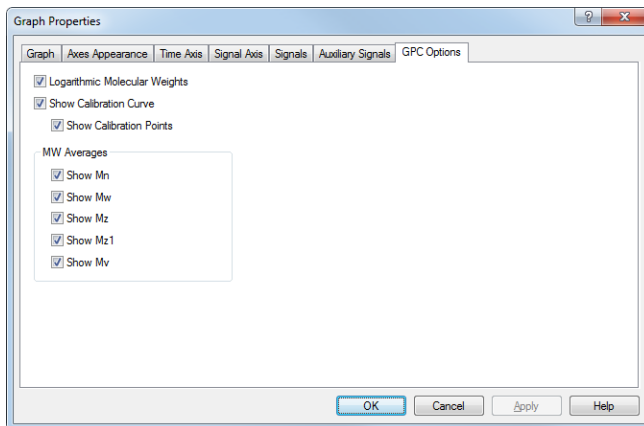 Graph Properties
Graph Axes Appearance Time Axis Signal Axis Signals Auxiliary Signals GPC Options
Logarithmic Molecular Weights
Show Calibration Curve
Show Calibration Points
MW Averages
Show Mn
Show Mw
Show Mz
Show Mz1
Show Mv
OK Cancel Apply Help